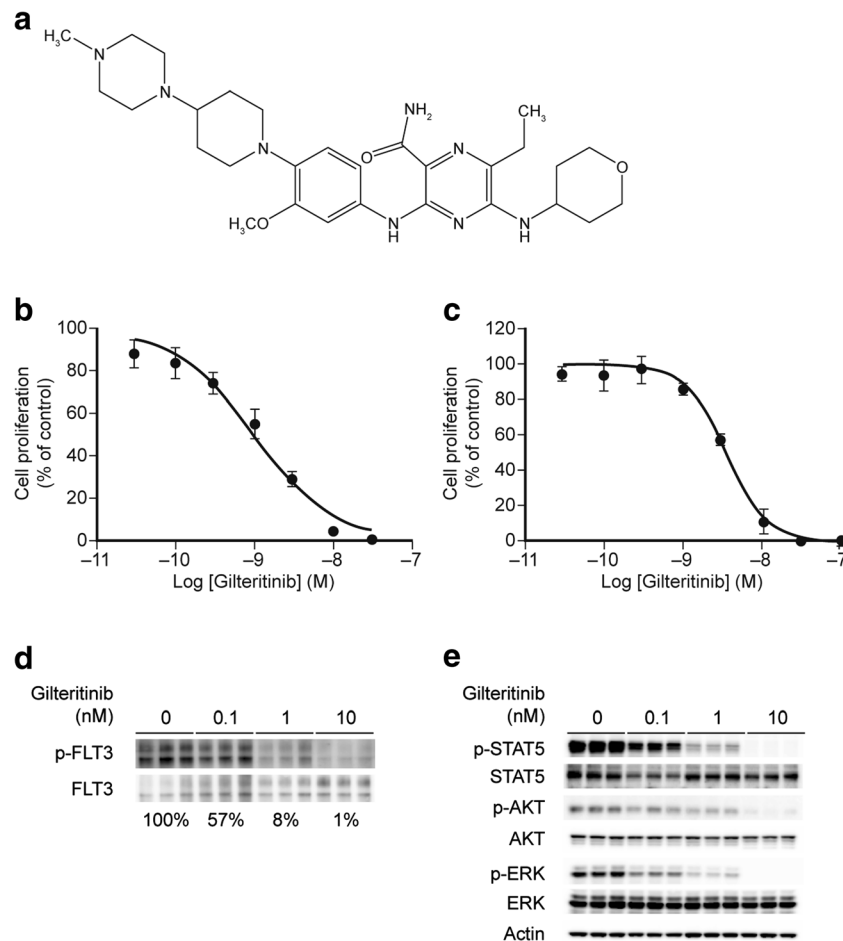 a
H₃C
N
N
N
NH₂
O
CH₃
N
N
N
H
N
H
O
H₃CO
b
Cell proliferation
(% of control)
100
80
60
40
20
0
–11
–10
–9
–8
–7
Log [Gilteritinib] (M)
c
Cell proliferation
(% of control)
120
100
80
60
40
20
0
–11
–10
–9
–8
–7
Log [Gilteritinib] (M)
d
Gilteritinib
(nM) 0 0.1 1 10
p-FLT3
FLT3
100% 57% 8% 1%
e
Gilteritinib
(nM) 0 0.1 1 10
p-STAT5
STAT5
p-AKT
AKT
p-ERK
ERK
Actin